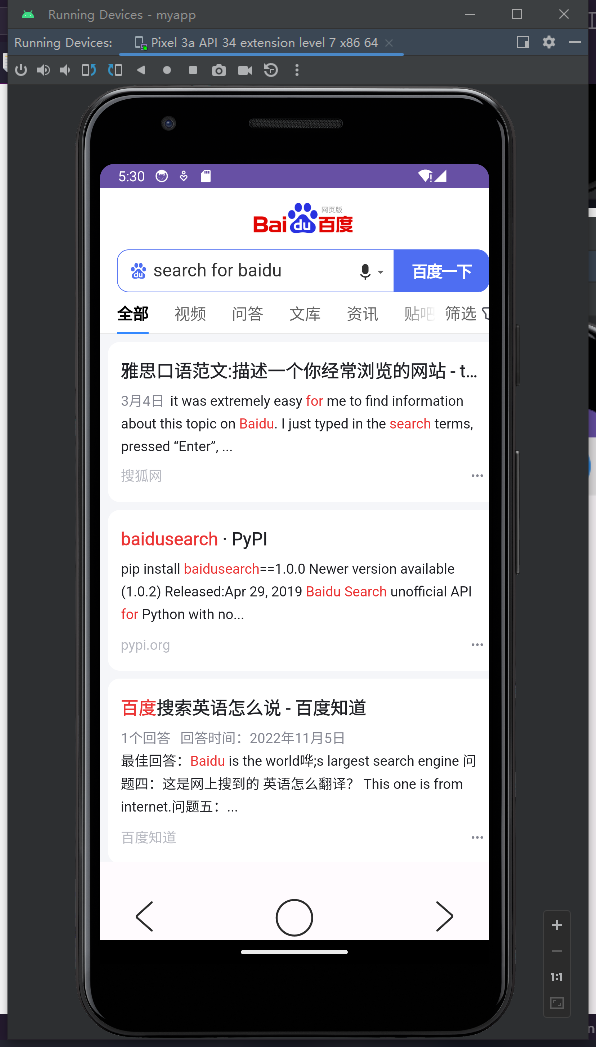 Running Devices - myapp
Running Devices: Pixel 3a API 34 extension level 7 x86 64
5:30
Bai du 百度 网页版
search for baidu 百度一下
全部 视频 问答 文库 资讯 贴吧 筛选
雅思口语范文:描述一个你经常浏览的网站 - t...
3月4日 it was extremely easy for me to find information
about this topic on Baidu. I just typed in the search terms,
pressed “Enter”, ...
搜狐网
baidusearch · PyPI
pip install baidusearch==1.0.0 Newer version available
(1.0.2) Released:Apr 29, 2019 Baidu Search unofficial API
for Python with no...
pypi.org
百度搜索英语怎么说 - 百度知道
1个回答 回答时间：2022年11月5日
最佳回答：Baidu is the world哗;s largest search engine 问
题四：这是网上搜到的 英语怎么翻译？ This one is from
internet.问题五：...
百度知道
1:1